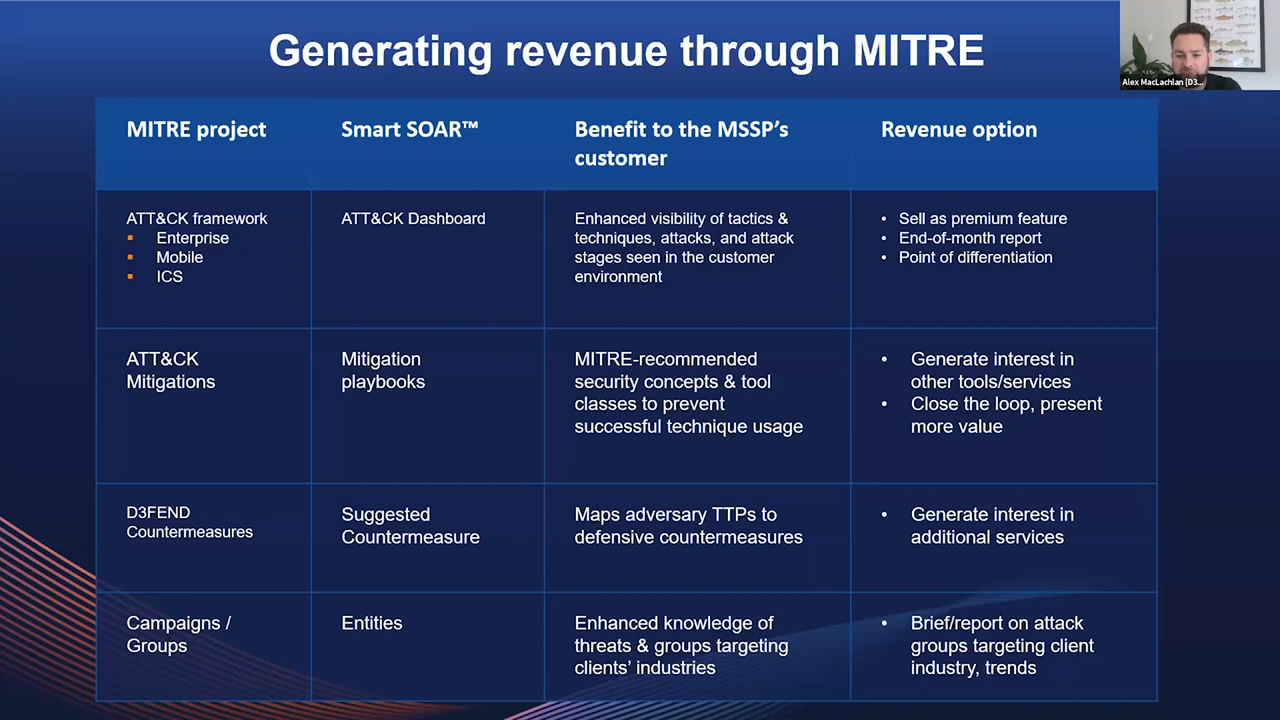 Generating revenue through MITRE
Alex MacLachlan [D3...
MITRE project
Smart SOAR™
Benefit to the MSSP's
customer
Revenue option
ATT&CK framework
▪ Enterprise
▪ Mobile
▪ ICS
ATT&CK Dashboard
Enhanced visibility of tactics &
techniques, attacks, and attack
stages seen in the customer
environment
• Sell as premium feature
• End-of-month report
• Point of differentiation
ATT&CK
Mitigations
Mitigation
playbooks
MITRE-recommended
security concepts & tool
classes to prevent
successful technique usage
• Generate interest in
other tools/services
• Close the loop, present
more value
D3FEND
Countermeasures
Suggested
Countermeasure
Maps adversary TTPs to
defensive countermeasures
• Generate interest in
additional services
Campaigns /
Groups
Entities
Enhanced knowledge of
threats & groups targeting
clients' industries
• Brief/report on attack
groups targeting client
industry, trends